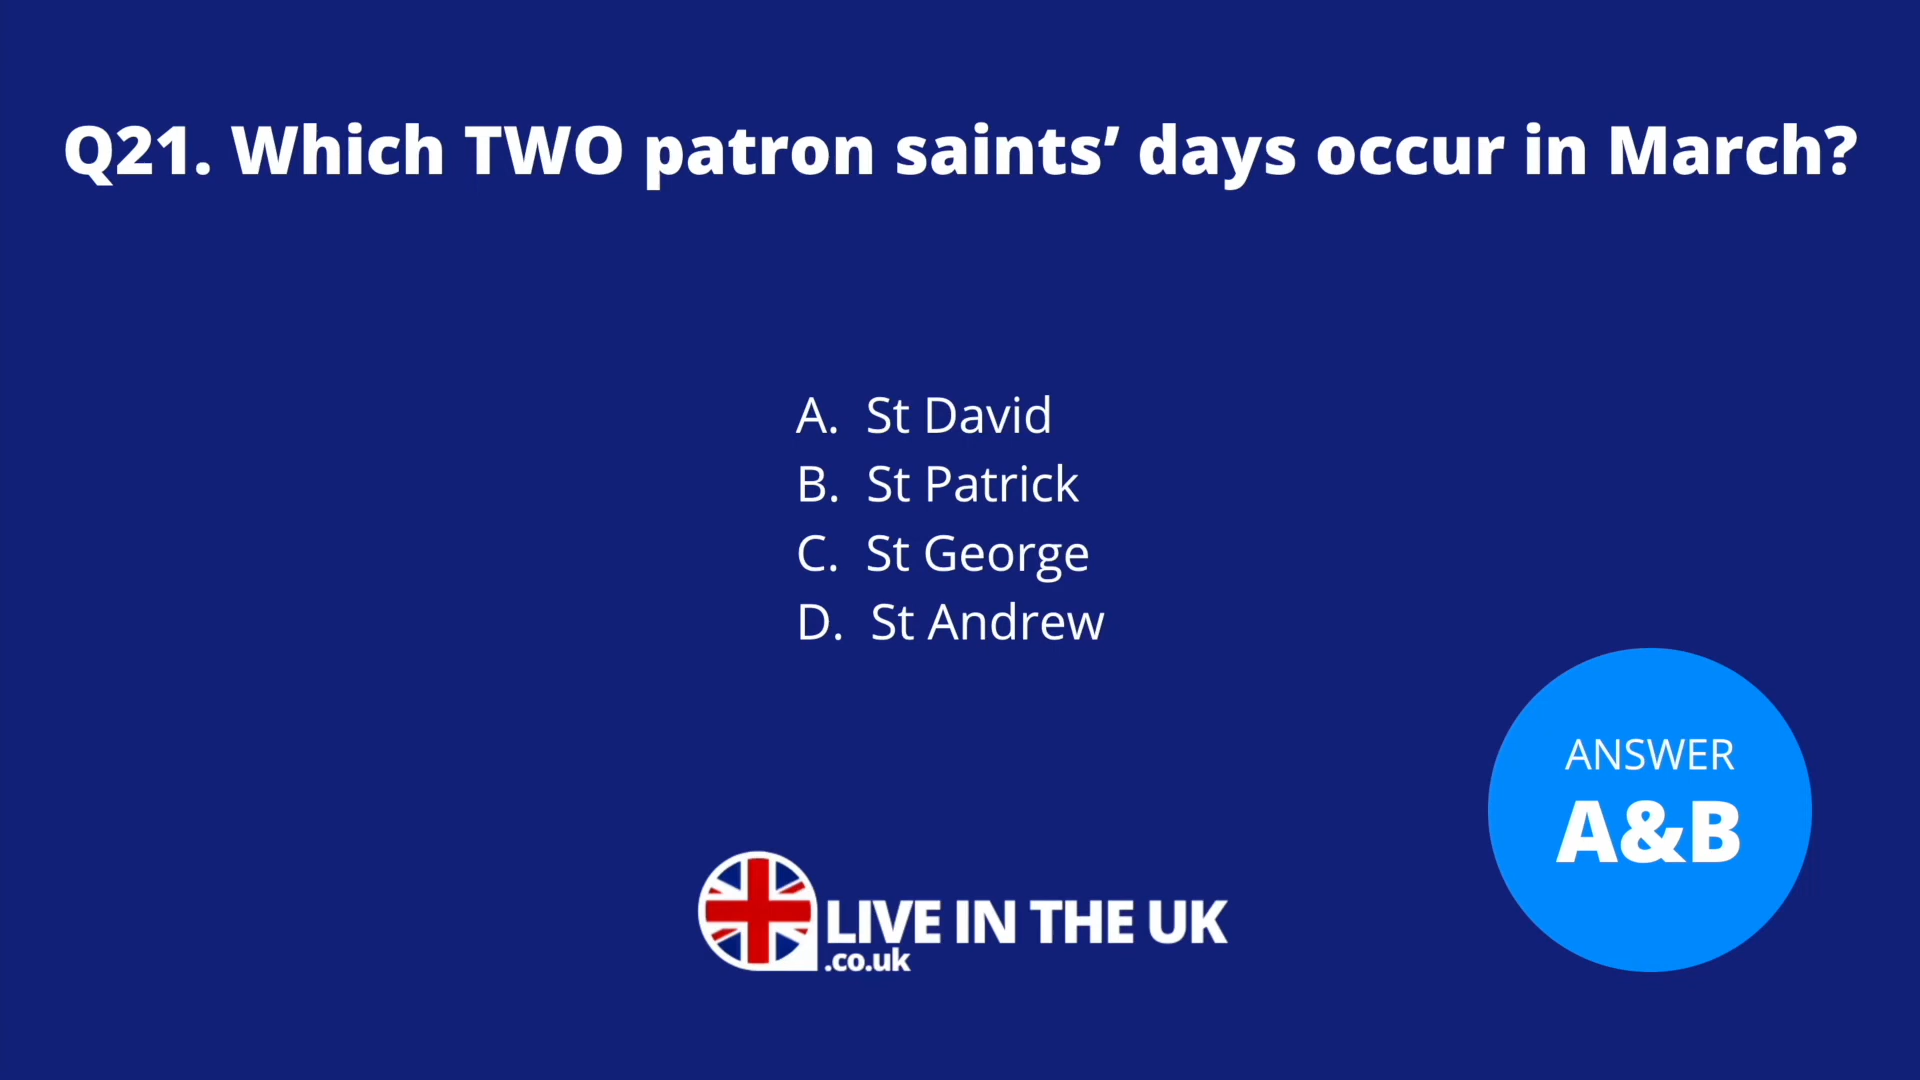 Q21. Which TWO patron saints’ days occur in March?
A. St David
B. St Patrick
C. St George
D. St Andrew
ANSWER
A&B
LIVE IN THE UK
.co.uk